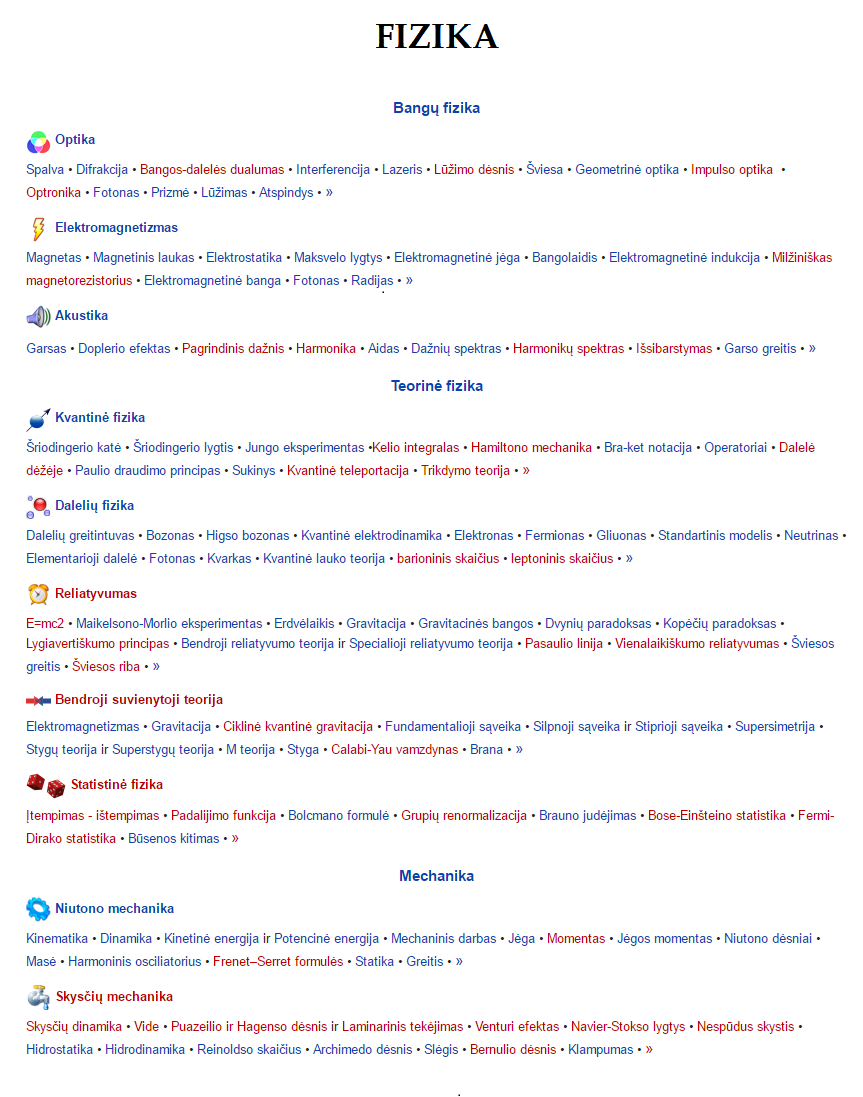 FIZIKA
Bangų fizika
Optika
Spalva • Difrakcija • Bangos-dalelės dualumas • Interferencija • Lazeris • Lūžimo dėsnis • Šviesa • Geometrinė optika • Impulso optika •
Optronika • Fotonas • Prizmė • Lūžimas • Atspindys • »
Elektromagnetizmas
Magnetas • Magnetinis laukas • Elektrostatika • Maksvelo lygtys • Elektromagnetinė jėga • Bangolaidis • Elektromagnetinė indukcija • Milžiniškas
magnetorezistorius • Elektromagnetinė banga • Fotonas • Radijas • »
Akustika
Garsas • Doplerio efektas • Pagrindinis dažnis • Harmonika • Aidas • Dažnių spektras • Harmonikų spektras • Išsibarstymas • Garso greitis • »
Teorinė fizika
Kvantinė fizika
Šriodingerio katė • Šriodingerio lygtis • Jungo eksperimentas •Kelio integralas • Hamiltono mechanika • Bra-ket notacija • Operatoriai • Dalelė
dėžėje • Paulio draudimo principas • Sukinys • Kvantinė teleportacija • Trikdymo teorija • »
Dalelių fizika
Dalelių greitintuvas • Bozonas • Higso bozonas • Kvantinė elektrodinamika • Elektronas • Fermionas • Gliuonas • Standartinis modelis • Neutrinas •
Elementarioji dalelė • Fotonas • Kvarkas • Kvantinė lauko teorija • barioninis skaičius • leptoninis skaičius • »
Reliatyvumas
E=mc2 • Maikelsono-Morlio eksperimentas • Erdvėlaikis • Gravitacija • Gravitacinės bangos • Dvynių paradoksas • Kopėčių paradoksas •
Lygiavertiškumo principas • Bendroji reliatyvumo teorija ir Specialioji reliatyvumo teorija • Pasaulio linija • Vienalaikiškumo reliatyvumas • Šviesos
greitis • Šviesos riba • »
Bendroji suvienytoji teorija
Elektromagnetizmas • Gravitacija • Ciklinė kvantinė gravitacija • Fundamentalioji sąveika • Silpnoji sąveika ir Stiprioji sąveika • Supersimetrija •
Stygų teorija ir Superstygų teorija • M teorija • Styga • Calabi-Yau vamzdynas • Brana • »
Statistinė fizika
Įtempimas - ištempimas • Padalijimo funkcija • Bolcmano formulė • Grupių renormalizacija • Brauno judėjimas • Bose-Einšteino statistika • Fermi-
Dirako statistika • Būsenos kitimas • »
Mechanika
Niutono mechanika
Kinematika • Dinamika • Kinetinė energija ir Potencinė energija • Mechaninis darbas • Jėga • Momentas • Jėgos momentas • Niutono dėsniai •
Masė • Harmoninis osciliatorius • Frenet–Serret formulės • Statika • Greitis • »
Skysčių mechanika
Skysčių dinamika • Vide • Puazeilio ir Hagenso dėsnis ir Laminarinis tekėjimas • Venturi efektas • Navier-Stokso lygtys • Nespūdus skystis •
Hidrostatika • Hidrodinamika • Reinoldso skaičius • Archimedo dėsnis • Slėgis • Bernulio dėsnis • Klampumas • »